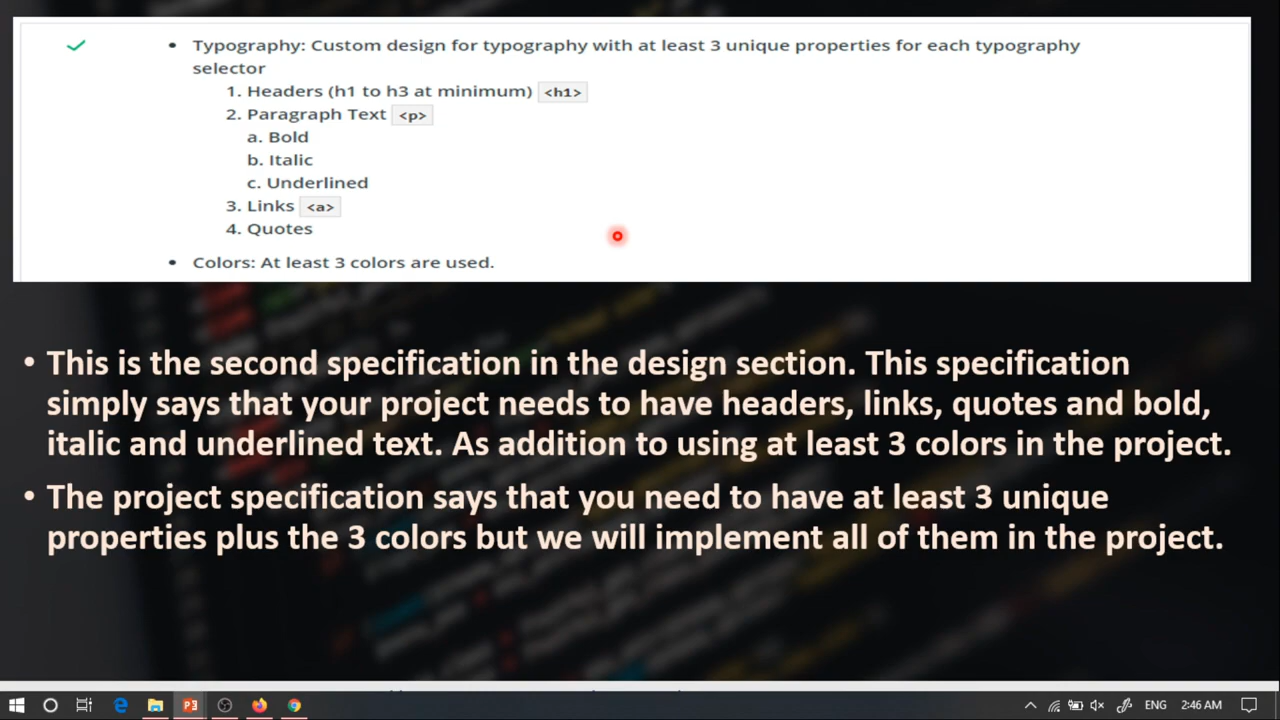 • Typography: Custom design for typography with at least 3 unique properties for each typography
selector
1. Headers (h1 to h3 at minimum) <h1>
2. Paragraph Text <p>
a. Bold
b. Italic
c. Underlined
3. Links <a>
4. Quotes
• Colors: At least 3 colors are used.
• This is the second specification in the design section. This specification
simply says that your project needs to have headers, links, quotes and bold,
italic and underlined text. As addition to using at least 3 colors in the project.
• The project specification says that you need to have at least 3 unique
properties plus the 3 colors but we will implement all of them in the project.
ENG
2:46 AM